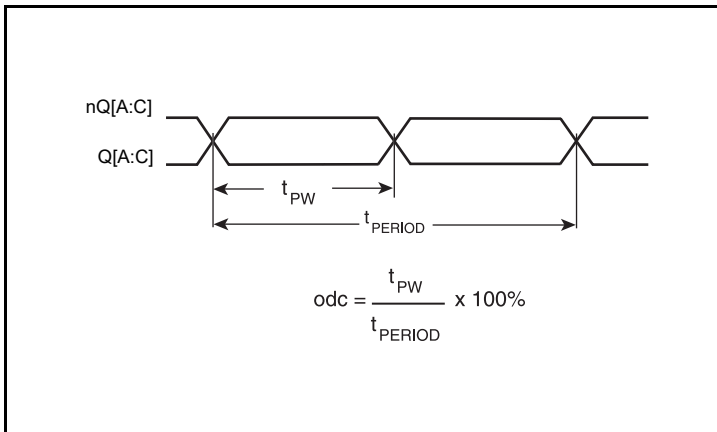 nQ[A:C]
Q[A:C]
tPW
tPERIOD
odc = tPW / tPERIOD x 100%